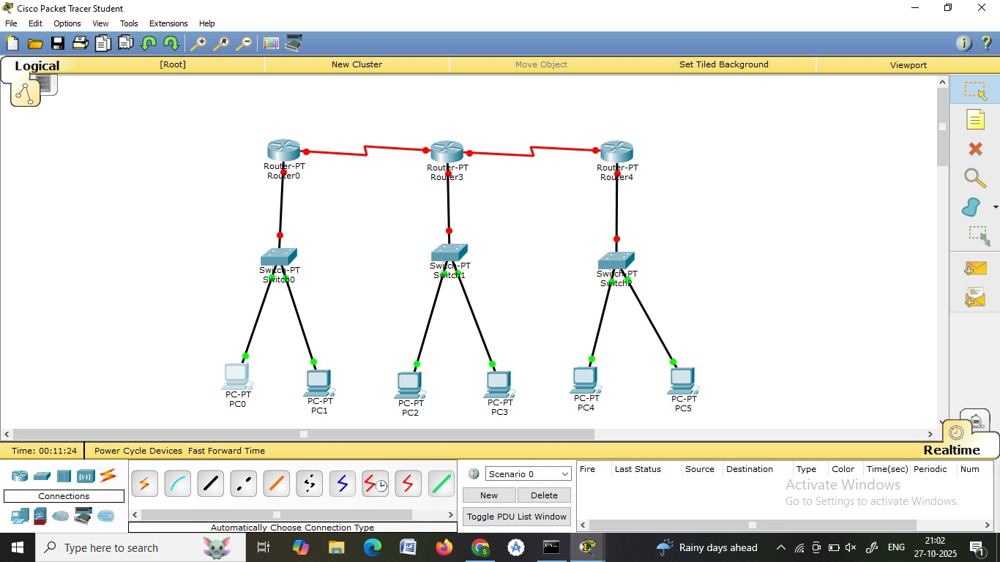 Cisco Packet Tracer Student
File Edit Options View Tools Extensions Help
Logical [Root] New Cluster Move Object Set Tiled Background Viewport
Router-PT Router-PT Router-PT
Router0 Router3 Router4
Switch-PT Switch-PT Switch-PT
Switch0 Switch1 Switch2
PC-PT PC-PT PC-PT PC-PT PC-PT PC-PT
PC0 PC1 PC2 PC3 PC4 PC5
Time: 00:11:24 Power Cycle Devices Fast Forward Time Realtime
Scenario 0 Fire Last Status Source Destination Type Color Time(sec) Periodic Num
Connections New Delete
Activate Windows
Go to Settings to activate Windows.
Toggle PDU List Window
Automatically Choose Connection Type
Type here to search Rainy days ahead ENG 21:02
27-10-2025